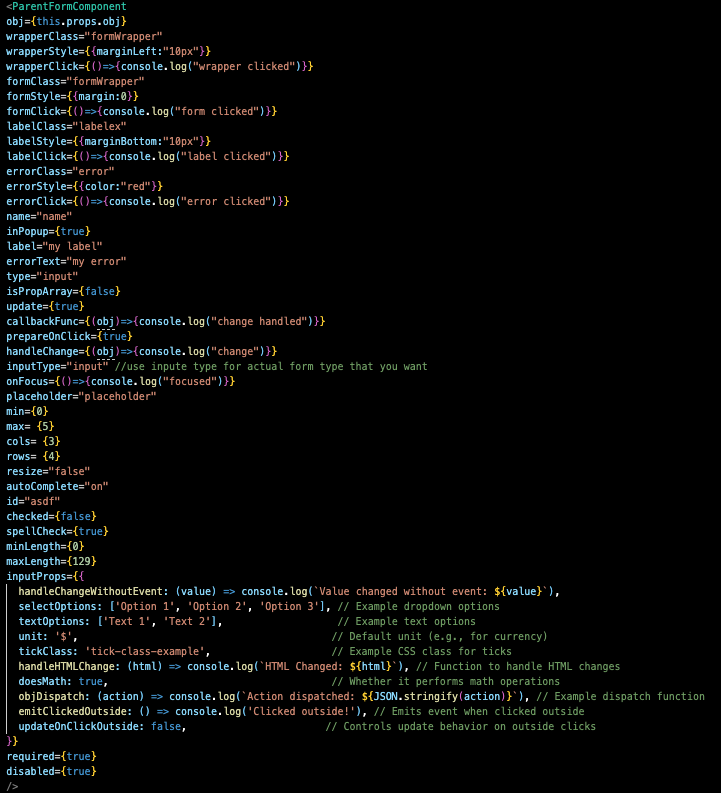 <ParentFormComponent
obj={this.props.obj}
wrapperClass="formWrapper"
wrapperStyle={{marginLeft:"10px"}}
wrapperClick={()=>{console.log("wrapper clicked")}}
formClass="formWrapper"
formStyle={{margin:0}}
formClick={()=>{console.log("form clicked")}}
labelClass="labelex"
labelStyle={{marginBottom:"10px"}}
labelClick={()=>{console.log("label clicked")}}
errorClass="error"
errorStyle={{color:"red"}}
errorClick={()=>{console.log("error clicked")}}
name="name"
inPopup={true}
label="my label"
errorText="my error"
type="input"
isPropArray={false}
update={true}
callbackFunc={(obj)=>{console.log("change handled")}}
prepareOnClick={true}
handleChange={(obj)=>{console.log("change")}}
inputType="input" //use inpute type for actual form type that you want
onFocus={()=>{console.log("focused")}}
placeholder="placeholder"
min={0}
max= {5}
cols= {3}
rows= {4}
resize="false"
autoComplete="on"
id="asdf"
checked={false}
spellCheck={true}
minLength={0}
maxLength={129}
inputProps={{
  handleChangeWithoutEvent: (value) => console.log(`Value changed without event: ${value}`),
  selectOptions: ['Option 1', 'Option 2', 'Option 3'], // Example dropdown options
  textOptions: ['Text 1', 'Text 2'],                   // Example text options
  unit: '$',                                          // Default unit (e.g., for currency)
  tickClass: 'tick-class-example',                    // Example CSS class for ticks
  handleHTMLChange: (html) => console.log(`HTML Changed: ${html}`), // Function to handle HTML changes
  doesMath: true,                                     // Whether it performs math operations
  objDispatch: (action) => console.log(`Action dispatched: ${JSON.stringify(action)}`), // Example dispatch function
  emitClickedOutside: () => console.log('Clicked outside!'), // Emits event when clicked outside
  updateOnClickOutside: false,                       // Controls update behavior on outside clicks
}}
required={true}
disabled={true}
/>